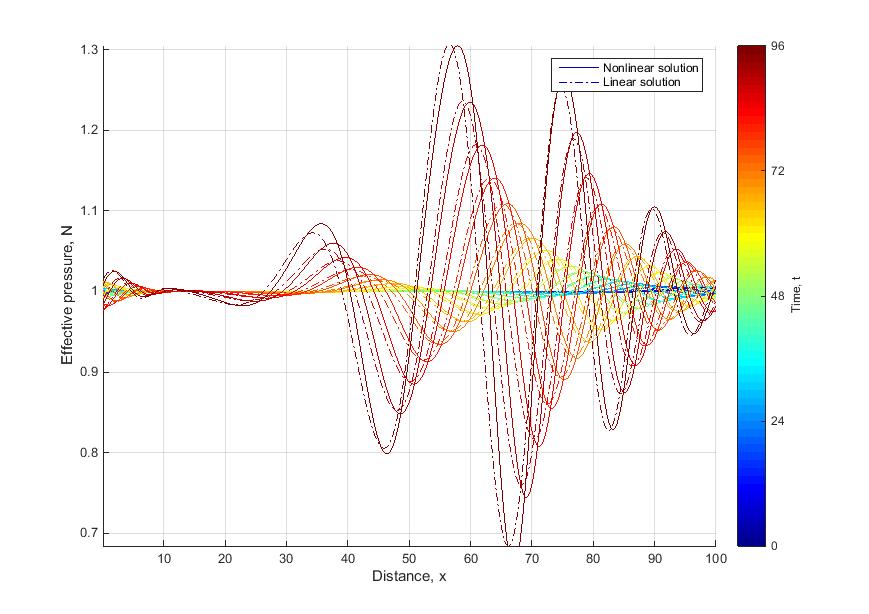 1.3
1.2
1.1
1
0.9
0.8
0.7
Effective pressure, N
10 20 30 40 50 60 70 80 90 100
Distance, x
Nonlinear solution
Linear solution
96
72
48
24
0
Time, t